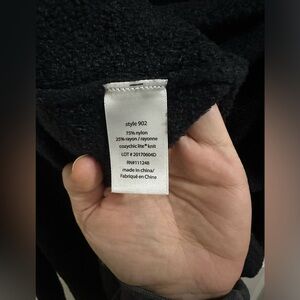 style 902
75% nylon
25% rayon / rayonne
cozychic lite® knit
LOT # 20170604D
RN#111248
made in china/
Fabriqué en Chine